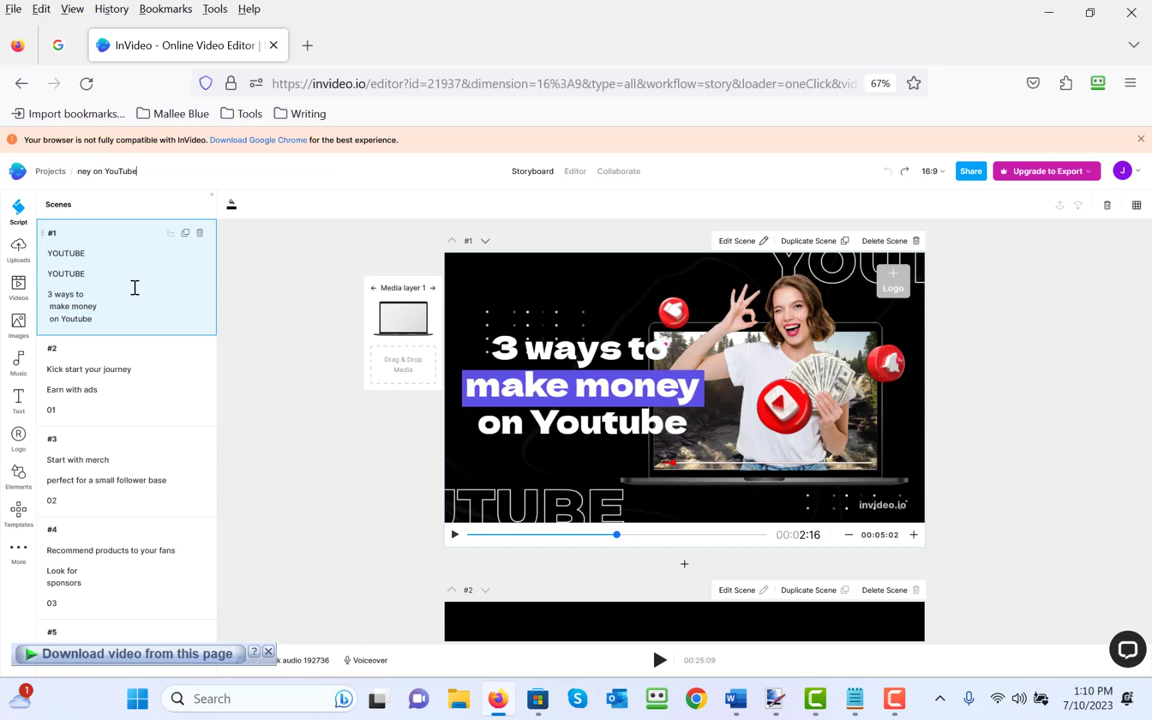 File Edit View History Bookmarks Tools Help
InVideo - Online Video Editor |
https://invideo.io/editor?id=21937&dimension=16%3A9&type=all&workflow=story&loader=oneClick&vid
67%
Import bookmarks... Mallee Blue Tools Writing
Your browser is not fully compatible with InVideo. Download Google Chrome for the best experience.
Projects / ney on YouTube
Storyboard Editor Collaborate
16:9 Share Upgrade to Export J
Script
Uploads
Videos
Images
Music
Text
Logo
Elements
Templates
More
Scenes
#1
YOUTUBE
YOUTUBE
3 ways to
make money
on Youtube
#2
Kick start your journey
Earn with ads
01
#3
Start with merch
perfect for a small follower base
02
#4
Recommend products to your fans
Look for
sponsors
03
#5
#1 Edit Scene Duplicate Scene Delete Scene
Media layer 1
Drag & Drop
Media
YOUT
+ Logo
3 ways to
make money
on Youtube
UTUBE
invideo.io
00:02:16 00:05:02
#2 Edit Scene Duplicate Scene Delete Scene
Download video from this page ?
k audio 192736 Voiceover
00:25:09
1
Search
1:10 PM
7/10/2023